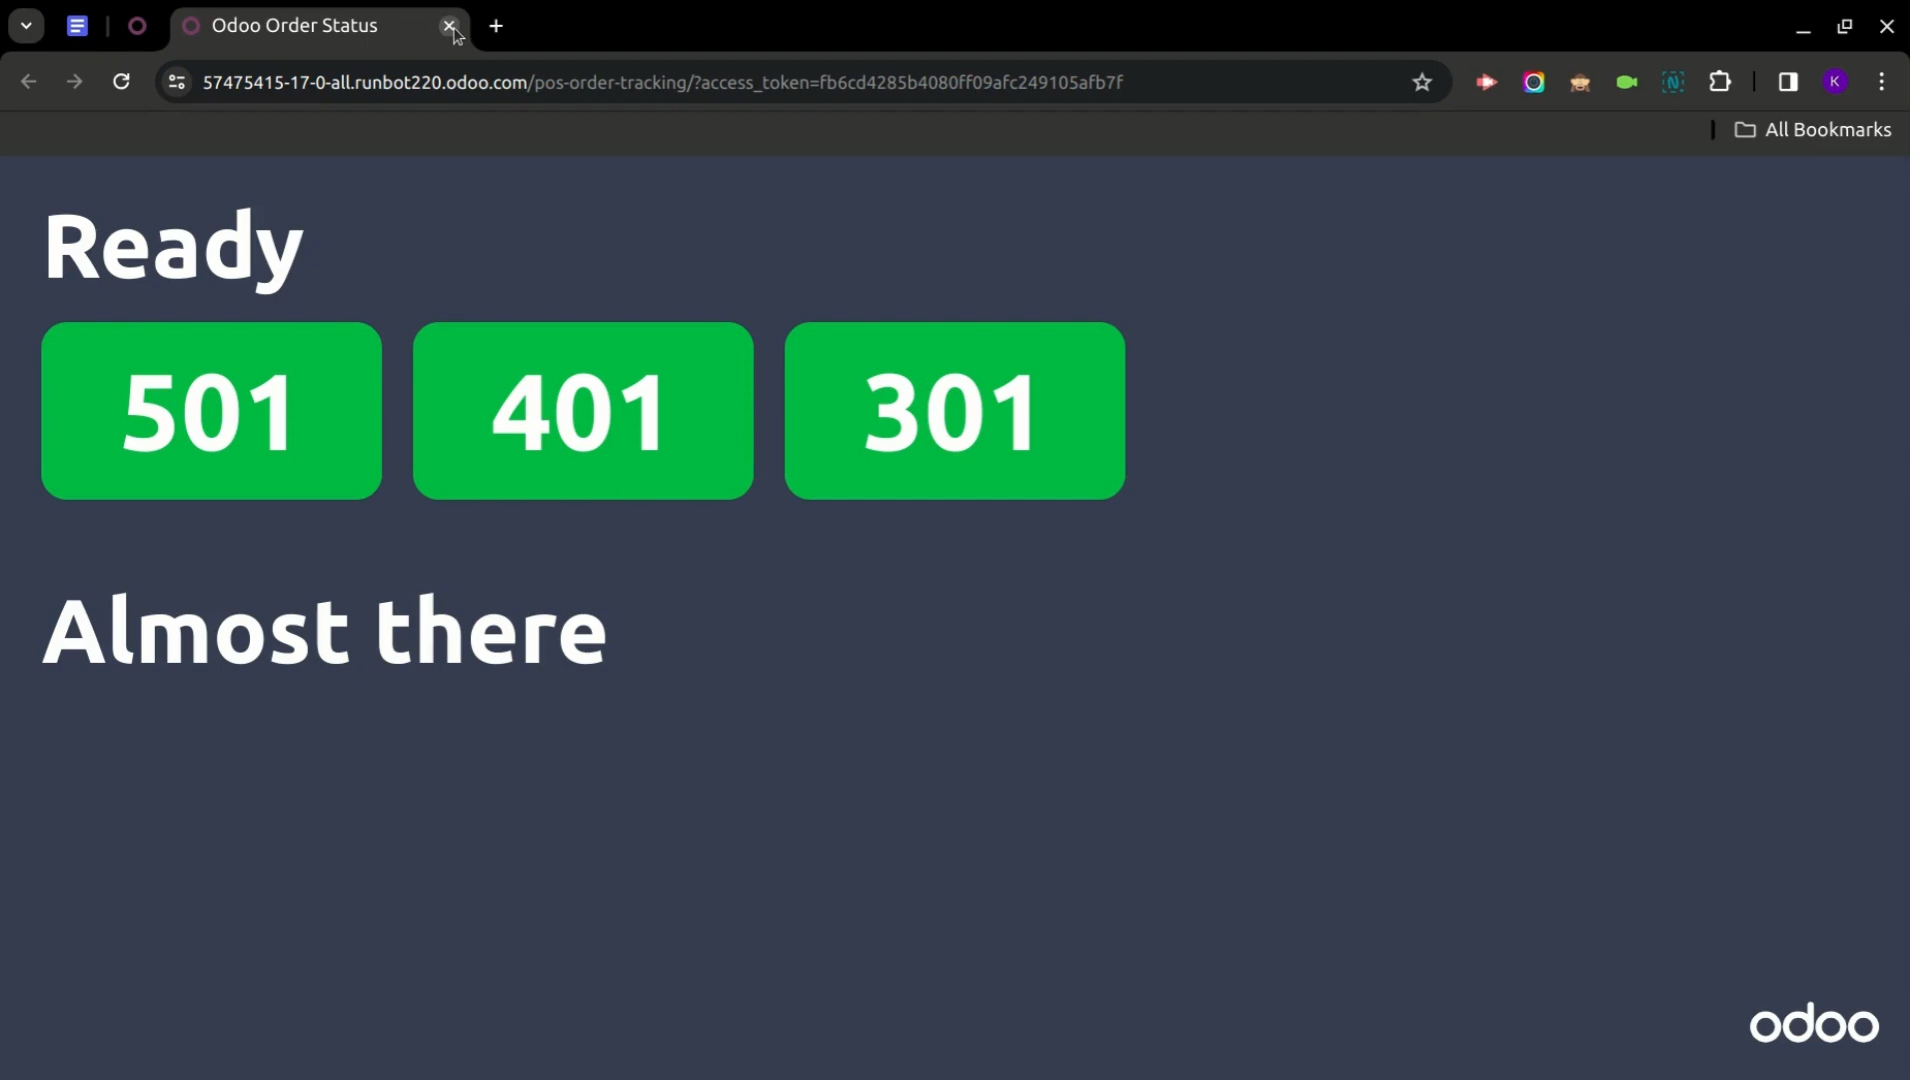 Odoo Order Status
57475415-17-0-all.runbot220.odoo.com/pos-order-tracking/?access_token=fb6cd4285b4080ff09afc249105afb7f
K
All Bookmarks
Ready
501 401 301
Almost there
odoo